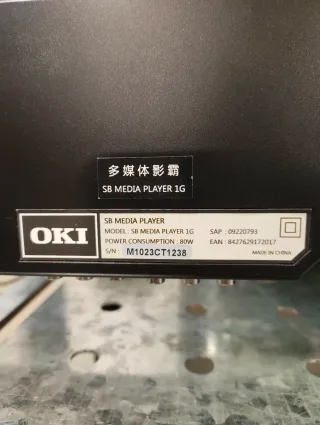 多媒体影霸
SB MEDIA PLAYER 1G
OKI
SB MEDIA PLAYER
MODEL : SB MEDIA PLAYER 1G SAP : 09220793
POWER CONSUMPTION : 80W EAN : 8427629172017
S/N : M1023CT1238 MADE IN CHINA